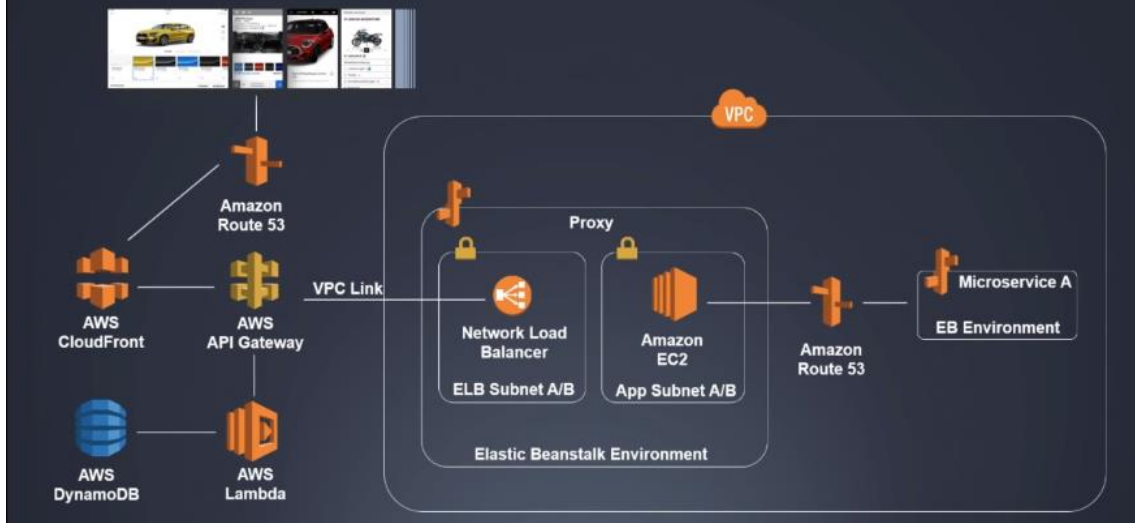 VPC
Amazon
Route 53
Proxy
VPC Link
Microservice A
EB Environment
AWS
CloudFront
AWS
API Gateway
Network Load
Balancer
Amazon
EC2
Amazon
Route 53
ELB Subnet A/B
App Subnet A/B
Elastic Beanstalk Environment
AWS
DynamoDB
AWS
Lambda